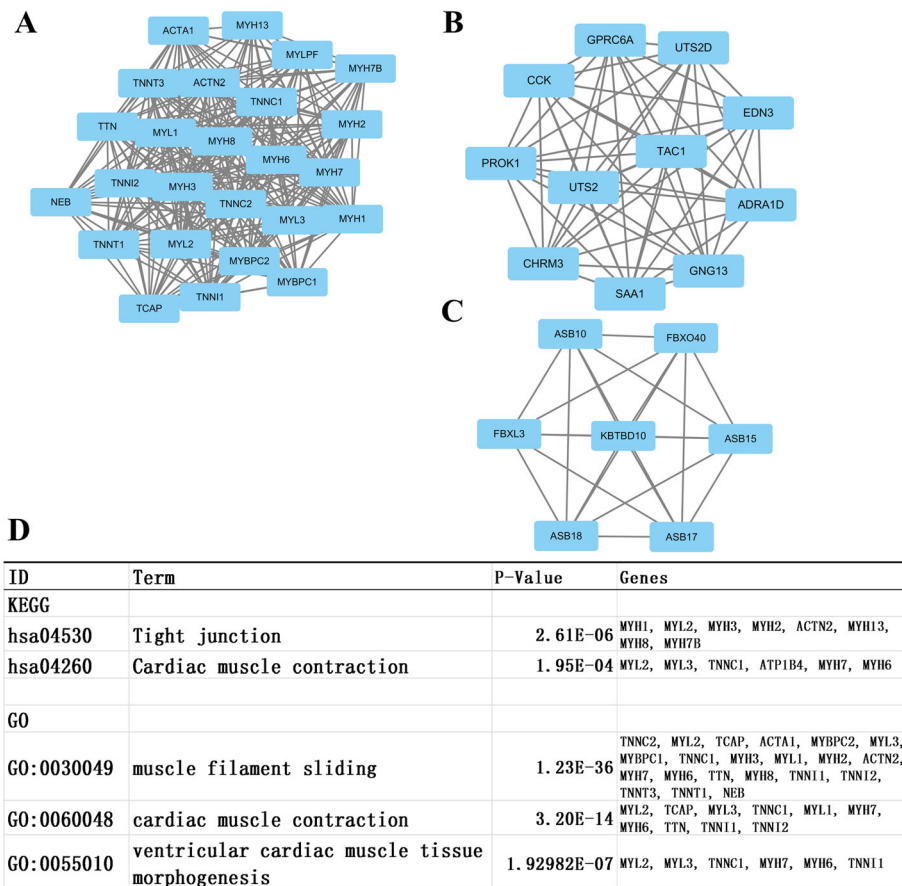 A
ACTA1
MYH13
MYLPF
MYH7B
TNNT3
ACTN2
TNNC1
TTN
MYL1
MYH8
MYH2
MYH6
MYH7
TNNI2
MYH3
NEB
TNNC2
MYL3
MYH1
TNNT1
MYL2
MYBPC2
MYBPC1
TNNI1
TCAP
B
GPRC6A
UTS2D
CCK
EDN3
TAC1
PROK1
UTS2
ADRA1D
CHRM3
GNG13
SAA1
C
ASB10
FBXO40
FBXL3
KBTBD10
ASB15
ASB18
ASB17
D
ID Term P-Value Genes
KEGG
hsa04530 Tight junction 2.61E-06 MYH1, MYL2, MYH3, MYH2, ACTN2, MYH13,
MYH8, MYH7B
hsa04260 Cardiac muscle contraction 1.95E-04 MYL2, MYL3, TNNC1, ATP1B4, MYH7, MYH6
GO
GO:0030049 muscle filament sliding 1.23E-36 TNNC2, MYL2, TCAP, ACTA1, MYBPC2, MYL3,
MYBPC1, TNNC1, MYH3, MYL1, MYH2, ACTN2,
MYH7, MYH6, TTN, MYH8, TNNI1, TNNI2,
TNNT3, TNNT1, NEB
GO:0060048 cardiac muscle contraction 3.20E-14 MYL2, TCAP, MYL3, TNNC1, MYL1, MYH7,
MYH6, TTN, TNNI1, TNNI2
GO:0055010 ventricular cardiac muscle tissue
morphogenesis 1.92982E-07 MYL2, MYL3, TNNC1, MYH7, MYH6, TNNI1